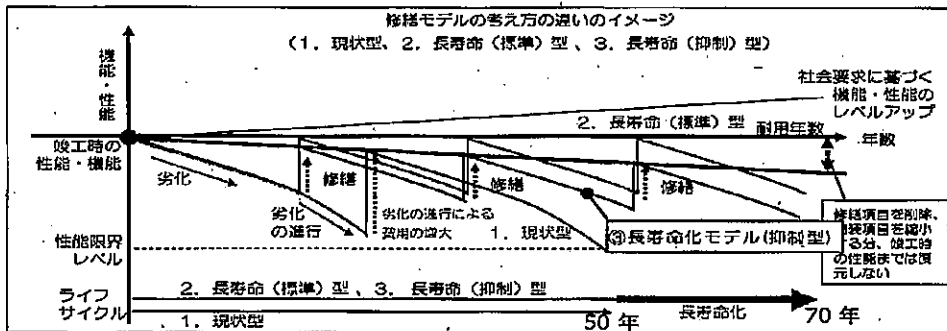 修繕モデルの考え方の違いのイメージ
（１．現状型、２．長寿命（標準）型、３．長寿命（抑制）型）
機能・性能
社会要求に基づく
機能・性能の
レベルアップ
２．長寿命（標準）型
耐用年数
年数
竣工時の
性能・機能
劣化
修繕
修繕
修繕
劣化
の進行
劣化の進行による
費用の増大
１．現状型
③長寿命化モデル(抑制型)
修繕項目を削除、
項目を縮小
る分、竣工時
の性能までは復
元しない
性能限界
レベル
ライフ
サイクル
２．長寿命（標準）型、３．長寿命（抑制）型
１．現状型
50 年
長寿命化
70 年